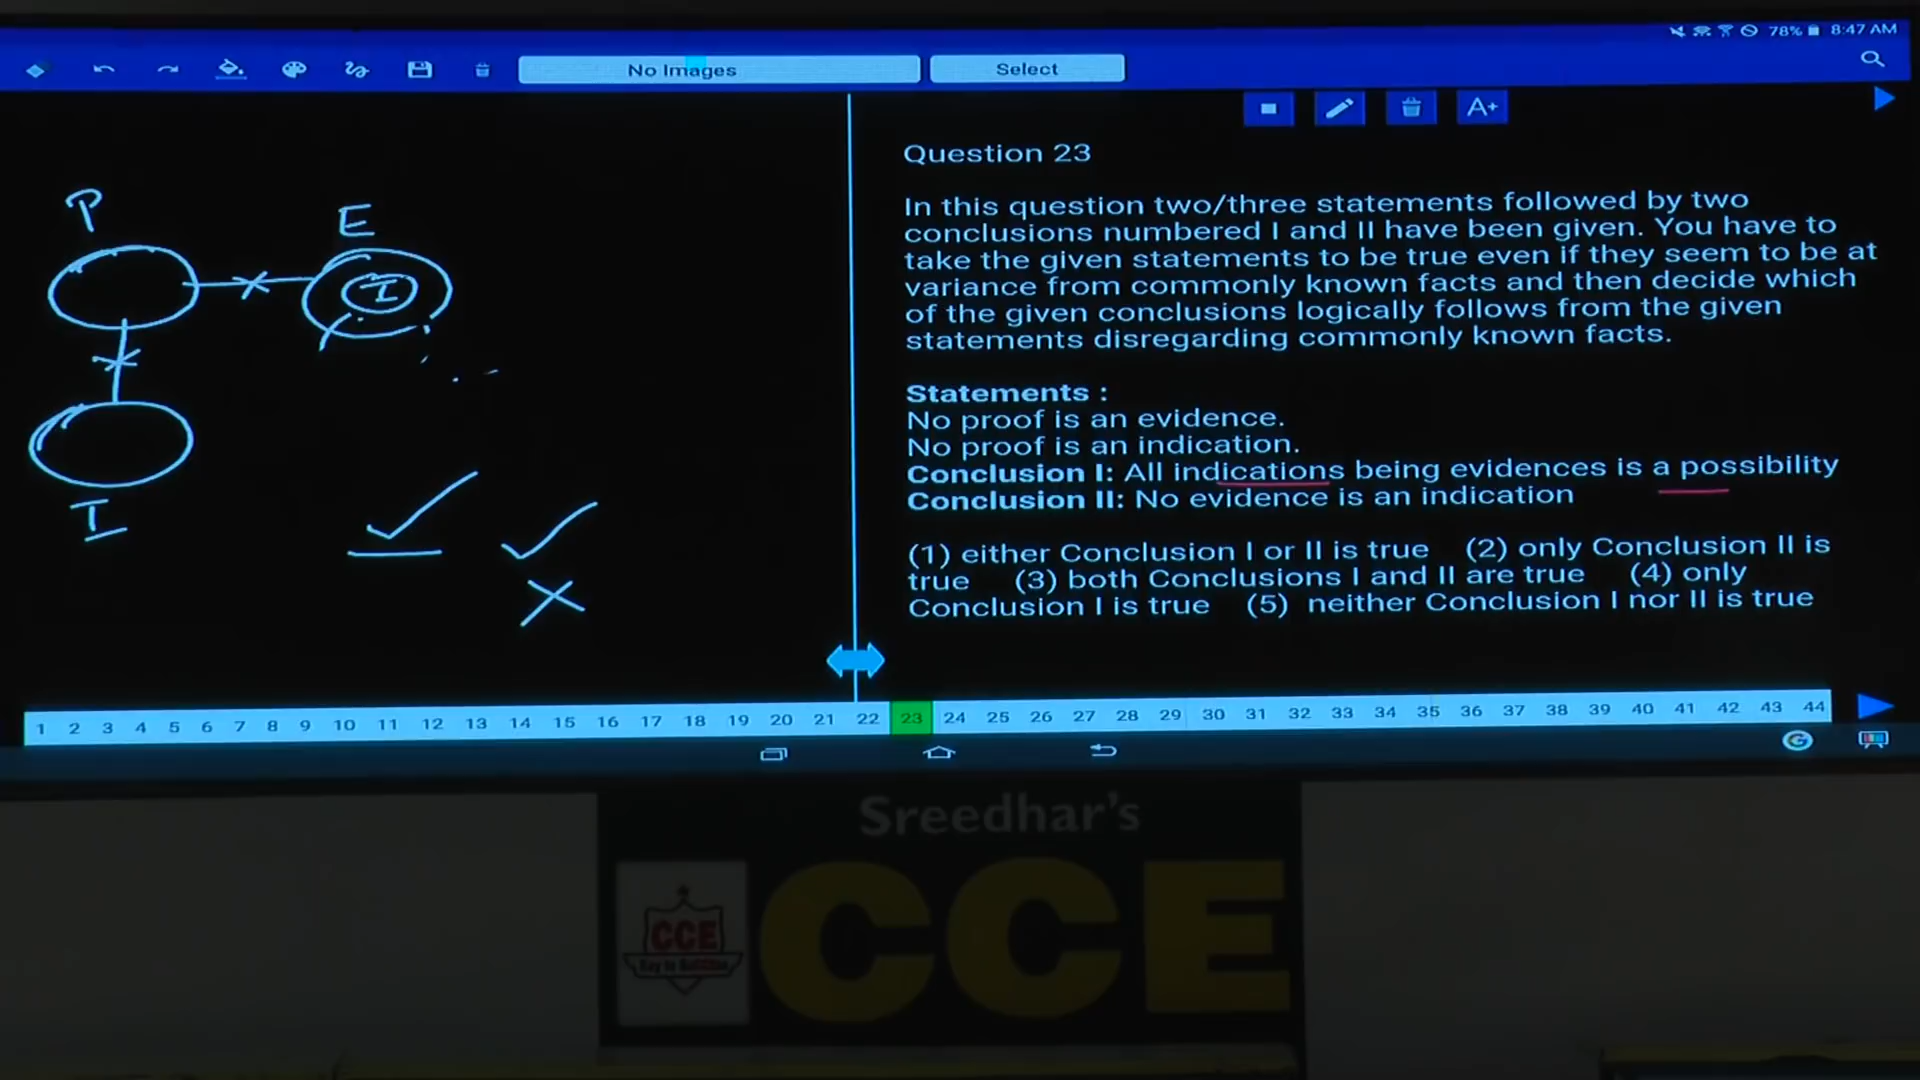 78% 8:47 AM
No Images
Select
A+
Question 23
In this question two/three statements followed by two
conclusions numbered I and II have been given. You have to
take the given statements to be true even if they seem to be at
variance from commonly known facts and then decide which
of the given conclusions logically follows from the given
statements disregarding commonly known facts.
Statements :
No proof is an evidence.
No proof is an indication.
Conclusion I: All indications being evidences is a possibility
Conclusion II: No evidence is an indication
(1) either Conclusion I or II is true (2) only Conclusion II is
true (3) both Conclusions I and II are true (4) only
Conclusion I is true (5) neither Conclusion I nor II is true
P
E
I
I
1 2 3 4 5 6 7 8 9 10 11 12 13 14 15 16 17 18 19 20 21 22 23 24 25 26 27 28 29 30 31 32 33 34 35 36 37 38 39 40 41 42 43 44
G
Sreedhar's
CCE
CCE